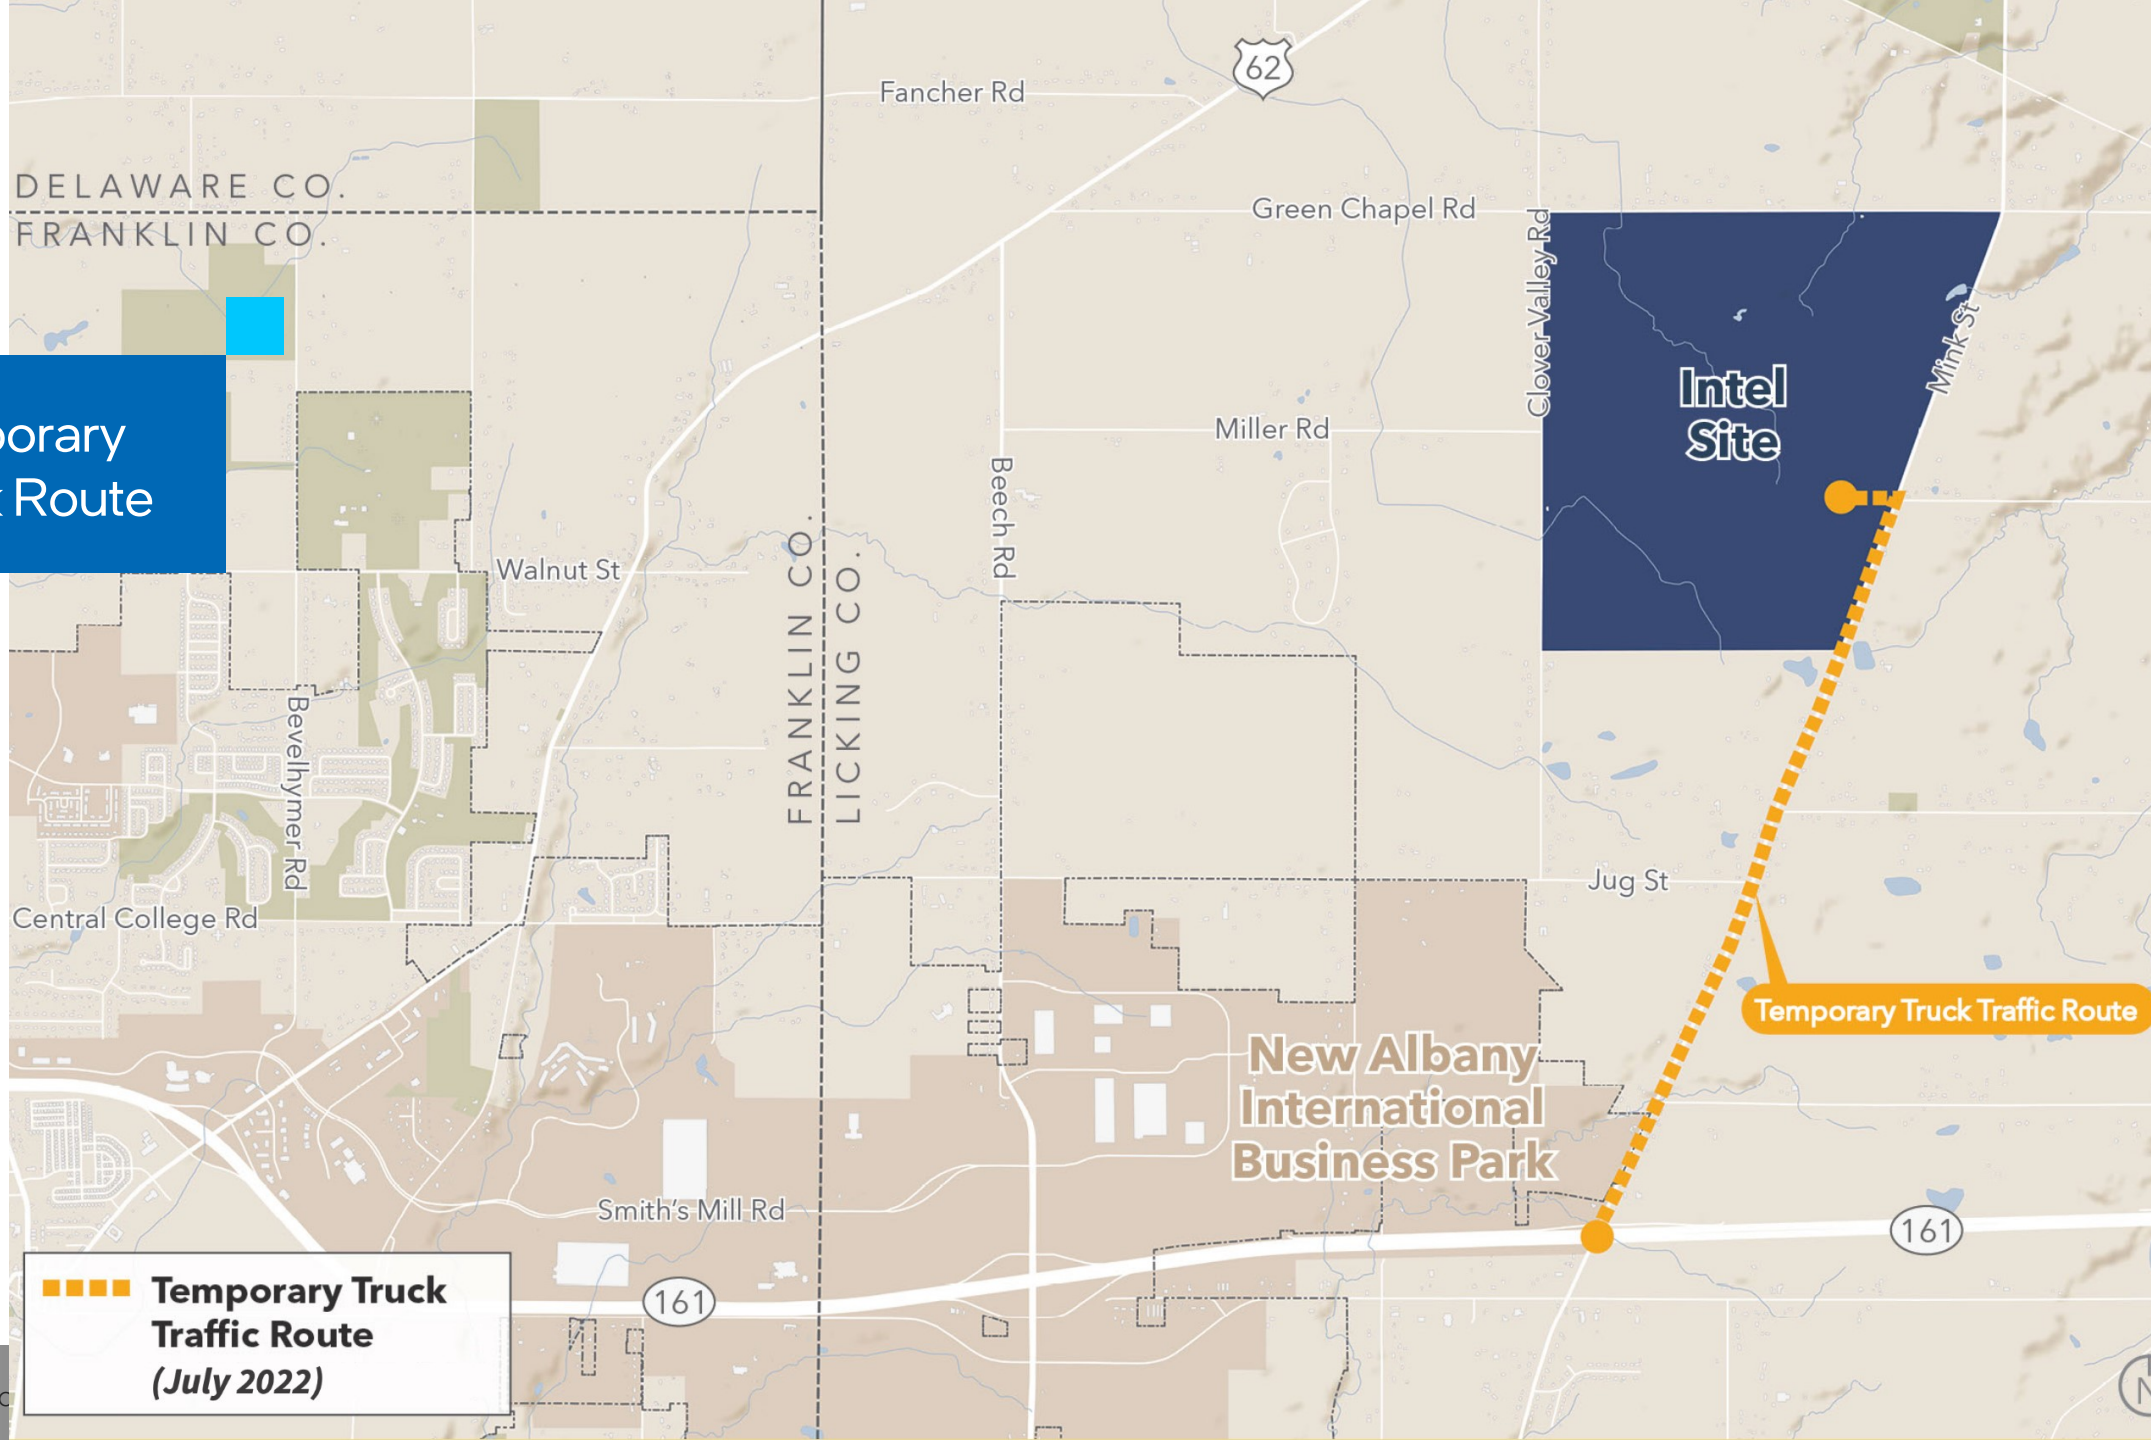 62
Fancher Rd
DELAWARE CO.
FRANKLIN CO.
Green Chapel Rd
Clover Valley Rd
Mink St
Intel
Site
Route
Miller Rd
Beech Rd
Walnut St
FRANKLIN CO.
LICKING CO.
Bevelhymer Rd
Jug St
Central College Rd
Temporary Truck Traffic Route
New Albany
International
Business Park
Smith's Mill Rd
161
161
Temporary Truck
Traffic Route
(July 2022)
N